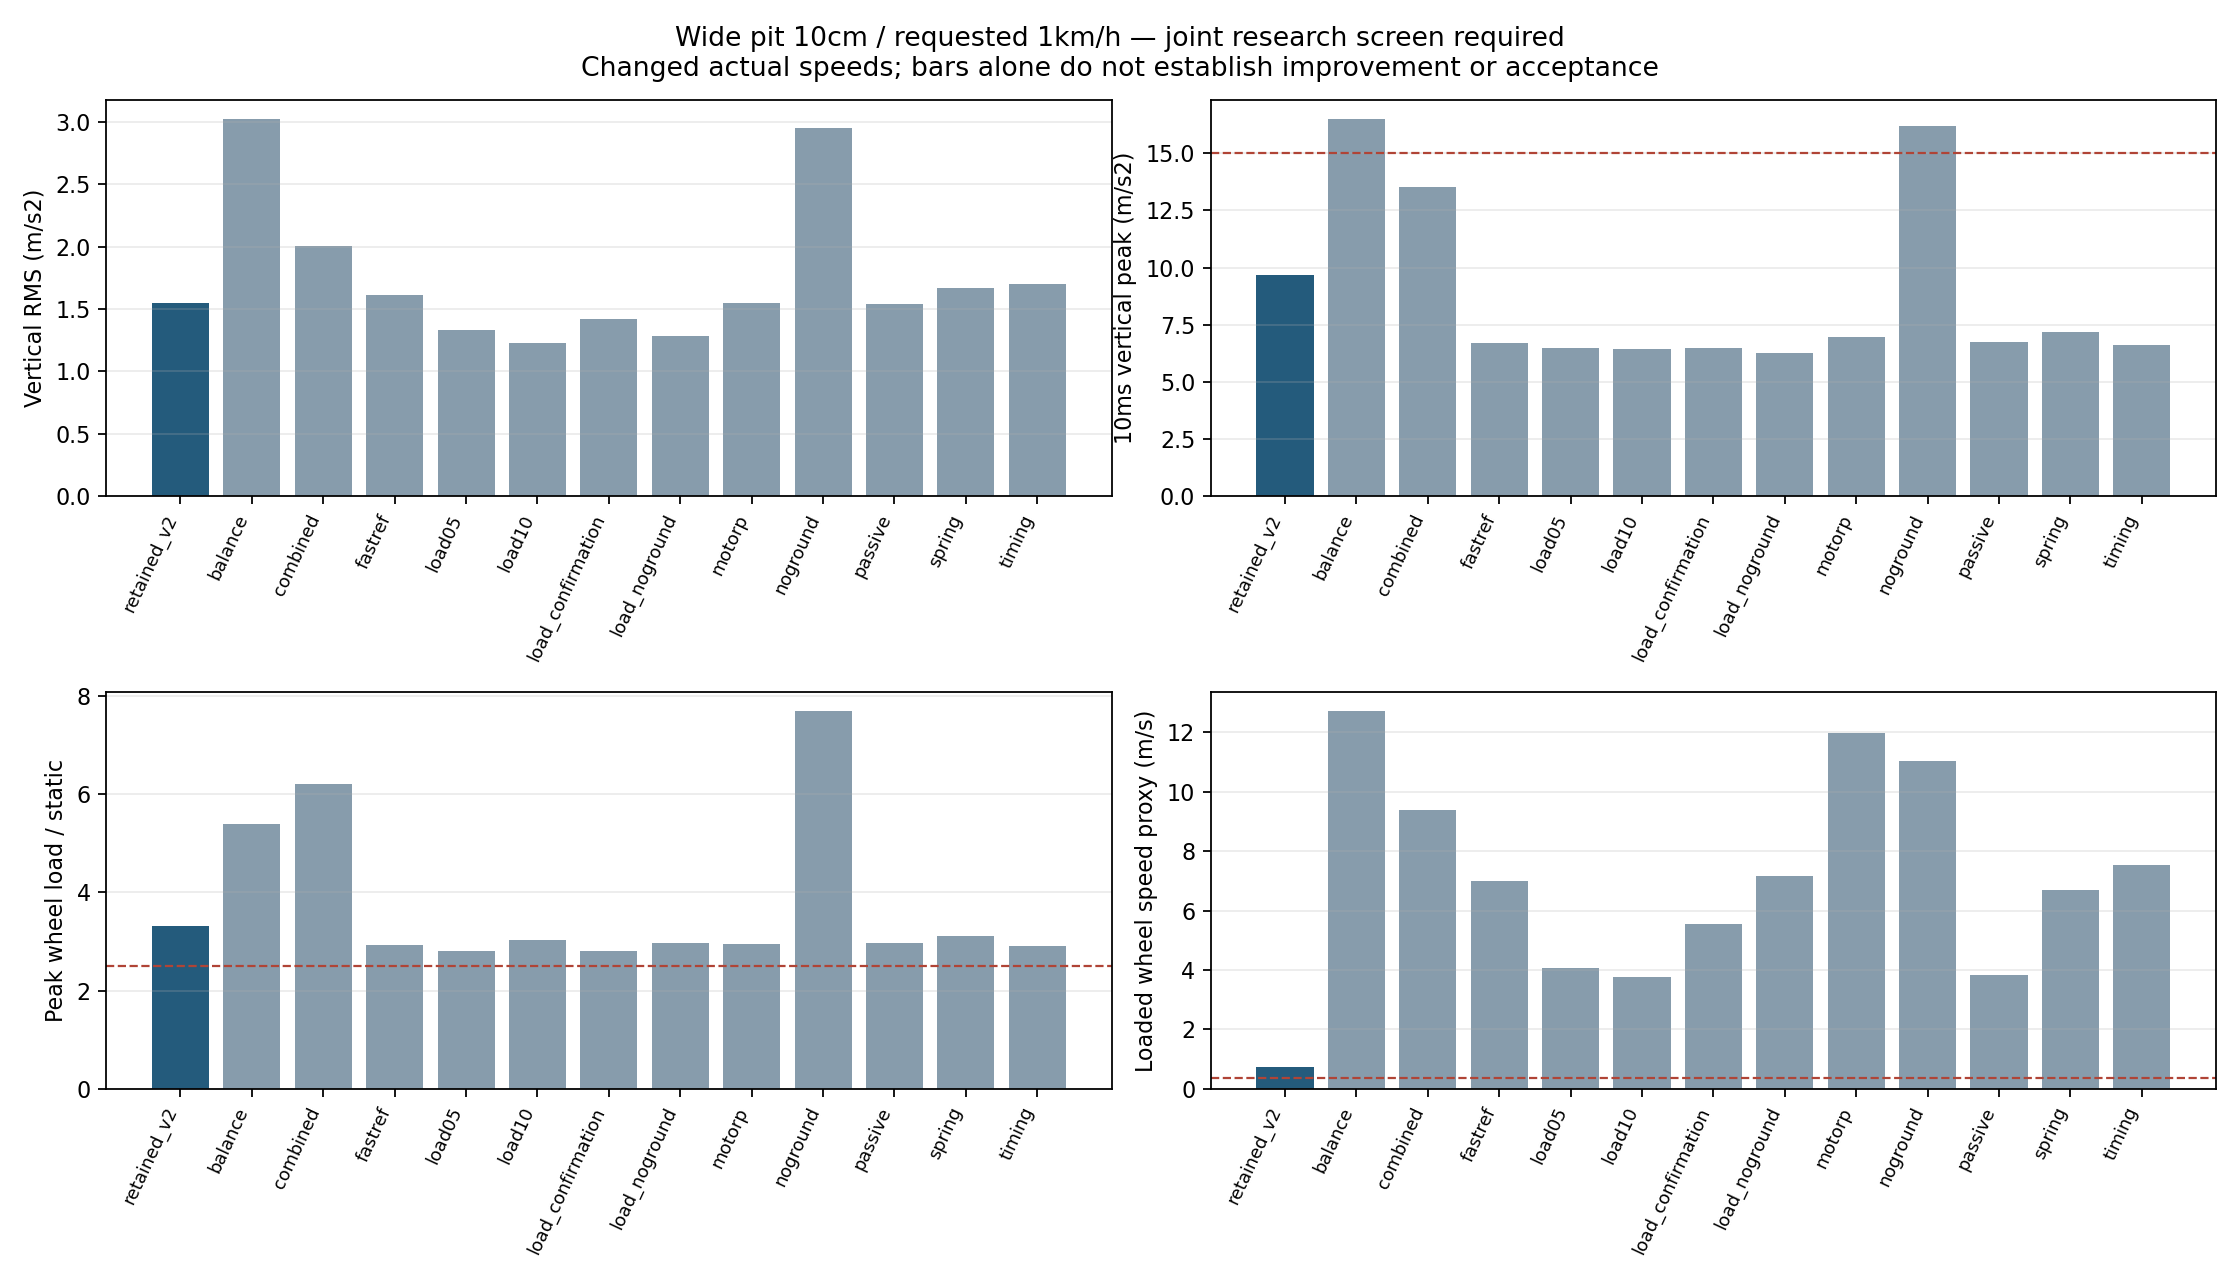 Wide pit 10cm / requested 1km/h — joint research screen required
Changed actual speeds; bars alone do not establish improvement or acceptance
Vertical RMS (m/s2)
3.0
2.5
2.0
1.5
1.0
0.5
0.0
retained_v2
balance
combined
fastref
load05
load10
load_confirmation
load_noground
motorp
noground
passive
spring
timing
10ms vertical peak (m/s2)
15.0
12.5
10.0
7.5
5.0
2.5
0.0
retained_v2
balance
combined
fastref
load05
load10
load_confirmation
load_noground
motorp
noground
passive
spring
timing
Peak wheel load / static
8
6
4
2
0
retained_v2
balance
combined
fastref
load05
load10
load_confirmation
load_noground
motorp
noground
passive
spring
timing
Loaded wheel speed proxy (m/s)
12
10
8
6
4
2
0
retained_v2
balance
combined
fastref
load05
load10
load_confirmation
load_noground
motorp
noground
passive
spring
timing